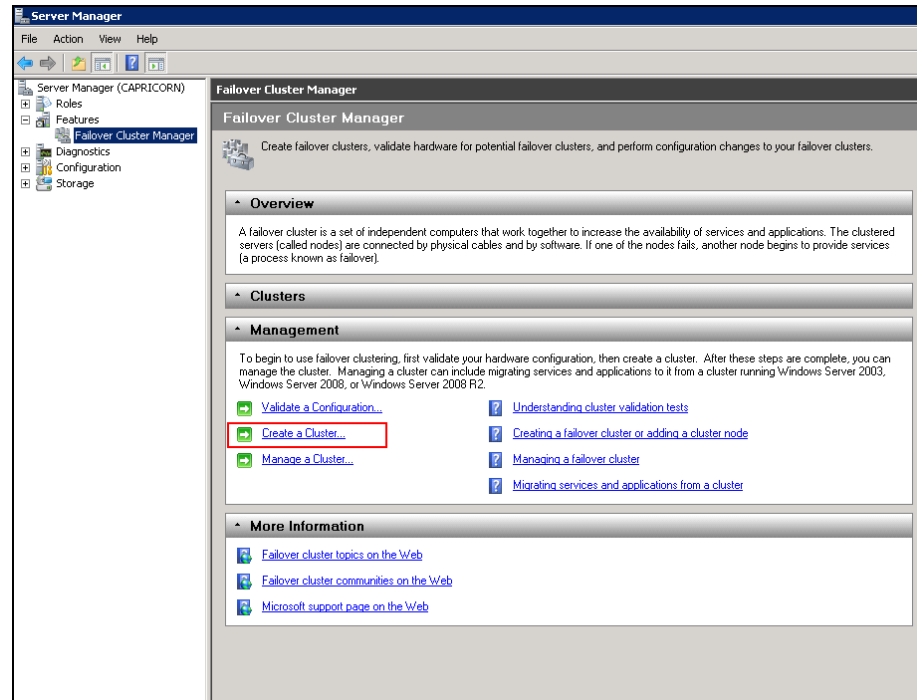 Server Manager
File Action View Help
Server Manager (CAPRICORN)
Roles
Features
Failover Cluster Manager
Diagnostics
Configuration
Storage
Failover Cluster Manager
Failover Cluster Manager
Create failover clusters, validate hardware for potential failover clusters, and perform configuration changes to your failover clusters.
Overview
A failover cluster is a set of independent computers that work together to increase the availability of services and applications. The clustered
servers (called nodes) are connected by physical cables and by software. If one of the nodes fails, another node begins to provide services
(a process known as failover).
Clusters
Management
To begin to use failover clustering, first validate your hardware configuration, then create a cluster. After these steps are complete, you can
manage the cluster. Managing a cluster can include migrating services and applications to it from a cluster running Windows Server 2003,
Windows Server 2008, or Windows Server 2008 R2.
Validate a Configuration... Understanding cluster validation tests
Create a Cluster... Creating a failover cluster or adding a cluster node
Manage a Cluster... Managing a failover cluster
Migrating services and applications from a cluster
More Information
Failover cluster topics on the Web
Failover cluster communities on the Web
Microsoft support page on the Web